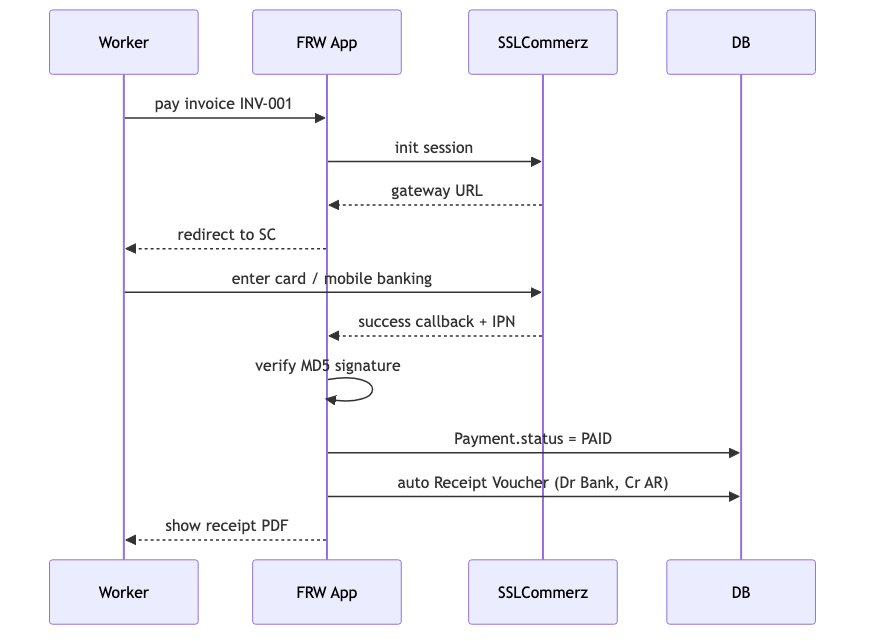 Worker
FRW App
SSLCommerz
DB
pay invoice INV-001
init session
gateway URL
redirect to SC
enter card / mobile banking
success callback + IPN
verify MD5 signature
Payment.status = PAID
auto Receipt Voucher (Dr Bank, Cr AR)
show receipt PDF
Worker
FRW App
SSLCommerz
DB